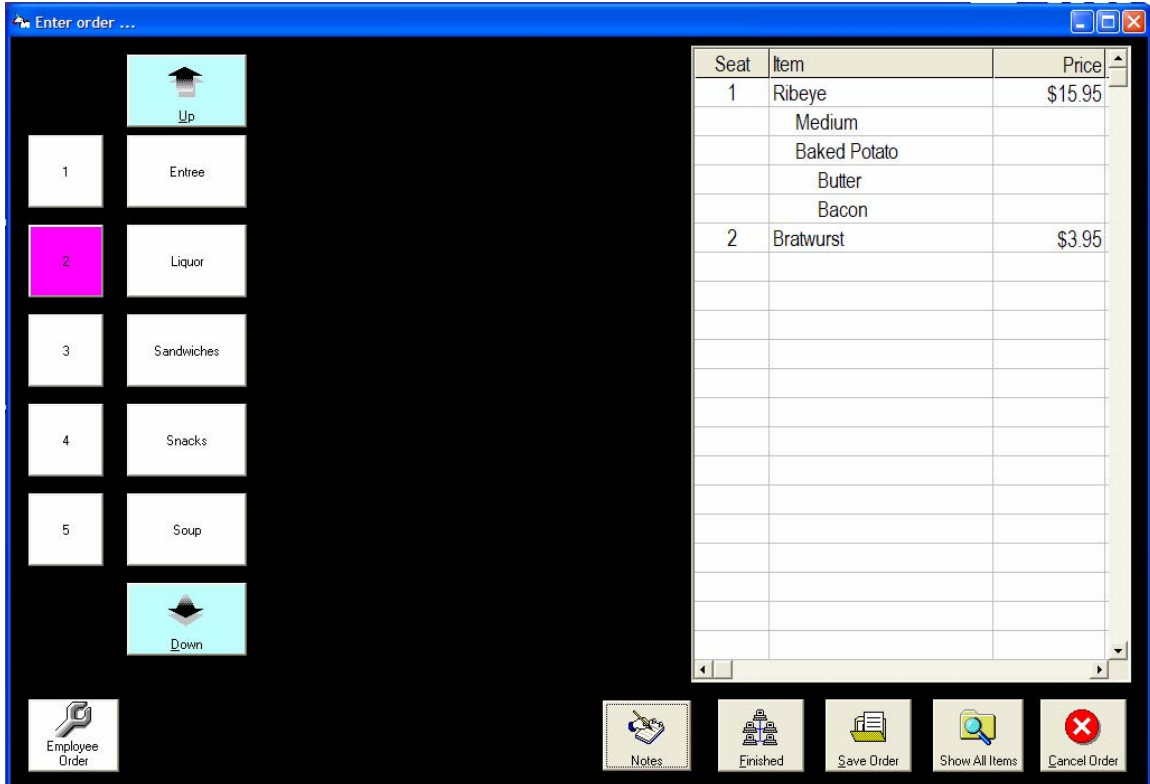 Enter order ...
Up
1 Entree
2 Liquor
3 Sandwiches
4 Snacks
5 Soup
Down
Seat Item Price
1 Ribeye $15.95
Medium
Baked Potato
Butter
Bacon
2 Bratwurst $3.95
Employee
Order
Notes
Finished
Save Order
Show All Items
Cancel Order